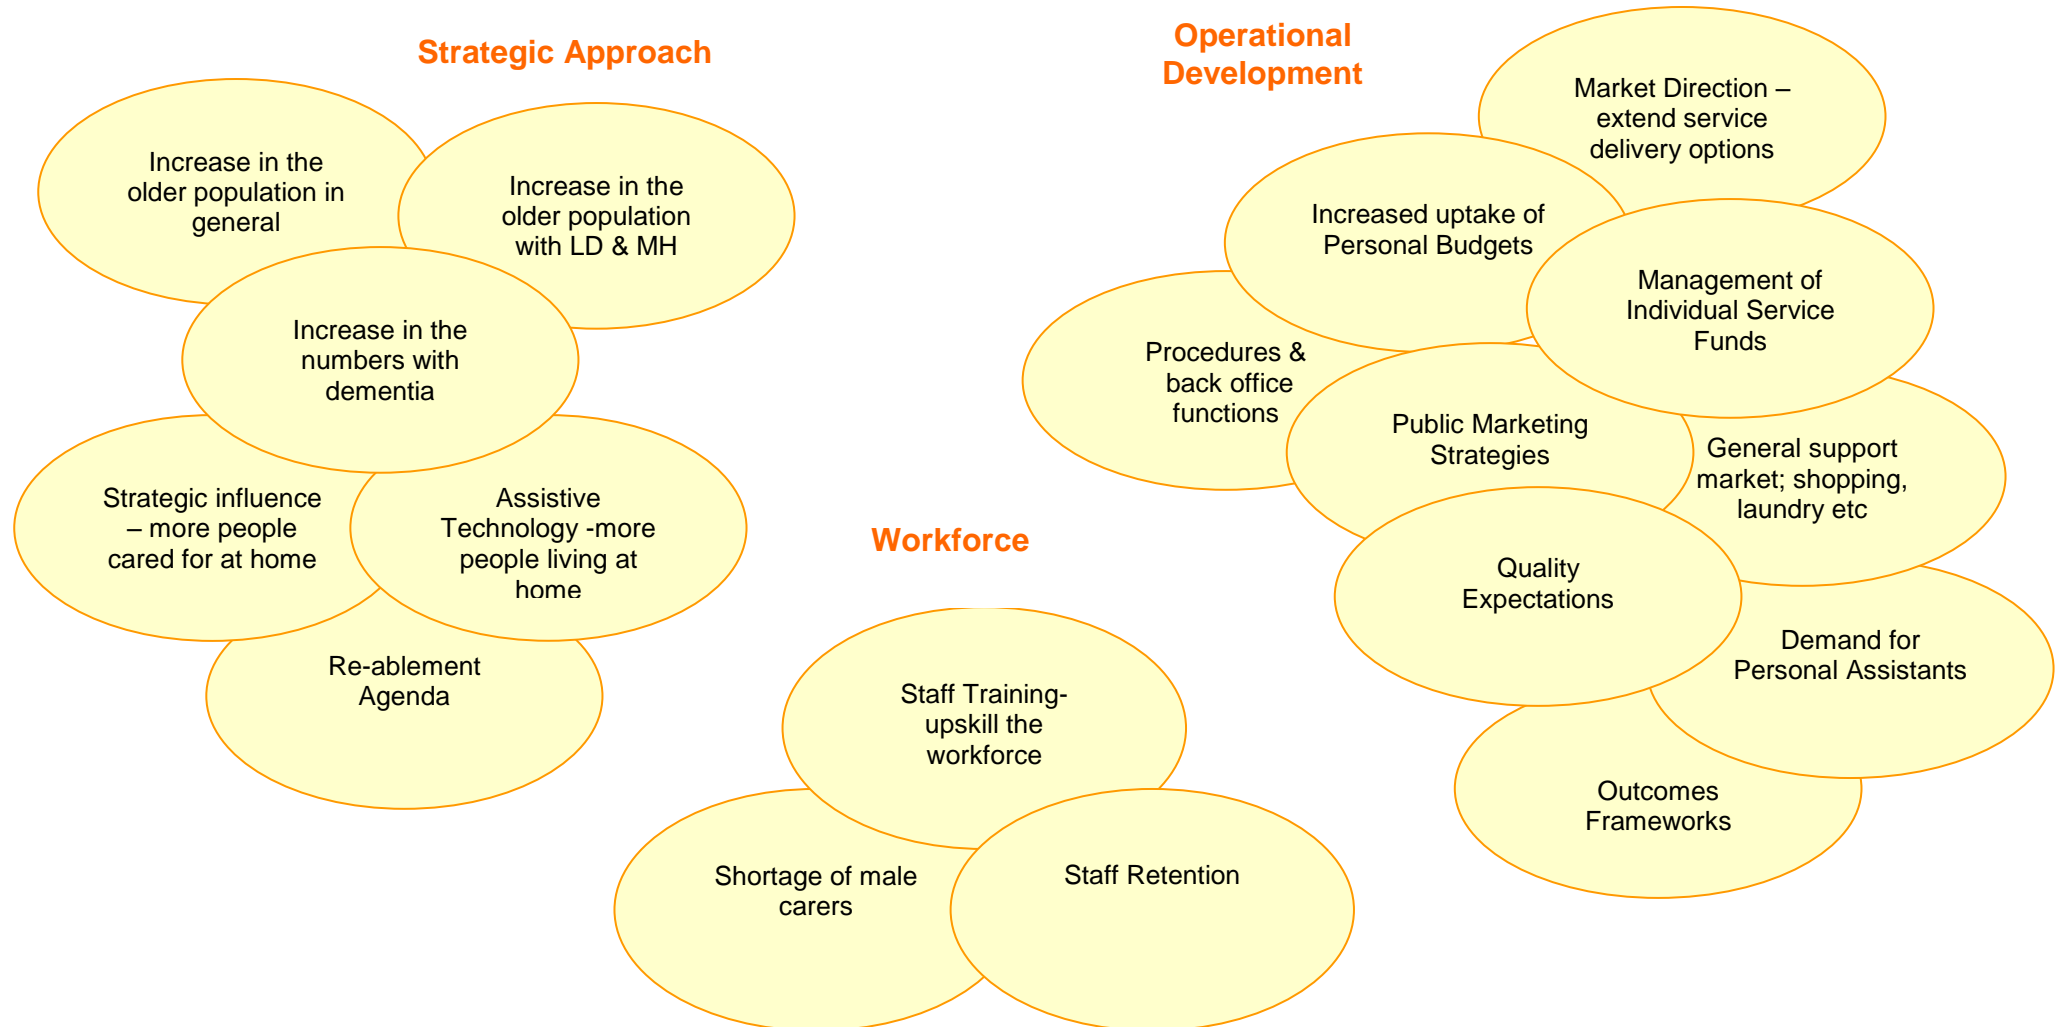 Strategic Approach
Increase in the
older population in
general
Increase in the
older population
with LD & MH
Increase in the
numbers with
dementia
Strategic influence
– more people
cared for at home
Assistive
Technology -more
people living at
home
Re-ablement
Agenda
Workforce
Staff Training-
upskill the
workforce
Shortage of male
carers
Staff Retention
Operational
Development
Market Direction –
extend service
delivery options
Increased uptake of
Personal Budgets
Management of
Individual Service
Funds
Procedures &
back office
functions
Public Marketing
Strategies
General support
market; shopping,
laundry etc
Quality
Expectations
Demand for
Personal Assistants
Outcomes
Frameworks